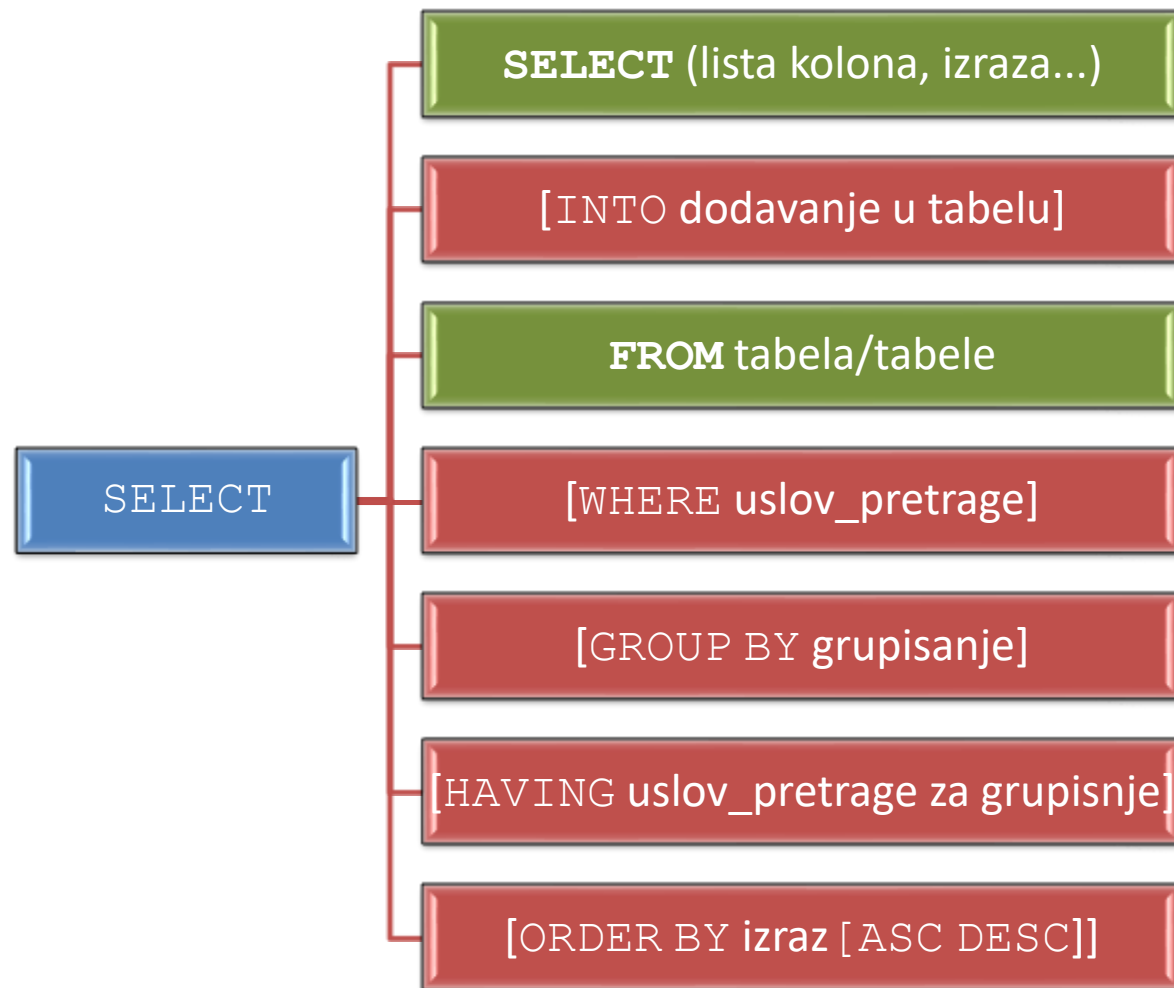 SELECT (lista kolona, izraza...)
[INTO dodavanje u tabelu]
FROM tabela/tabele
SELECT
[WHERE uslov_pretrage]
[GROUP BY grupisanje]
[HAVING uslov_pretrage za grupisnje]
[ORDER BY izraz [ASC DESC]]